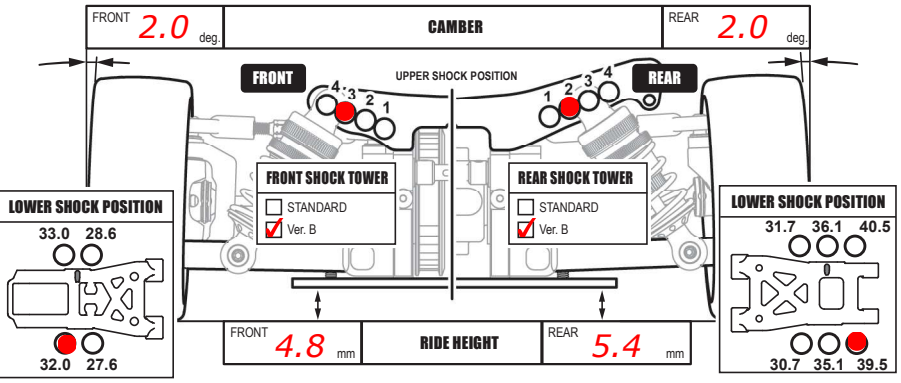 FRONT 2.0 deg. CAMBER REAR 2.0 deg.
FRONT UPPER SHOCK POSITION REAR
4 3 2 1 1 2 3 4
FRONT SHOCK TOWER
STANDARD
Ver. B
REAR SHOCK TOWER
STANDARD
Ver. B
LOWER SHOCK POSITION
33.0 28.6
32.0 27.6
LOWER SHOCK POSITION
31.7 36.1 40.5
30.7 35.1 39.5
FRONT 4.8 mm RIDE HEIGHT REAR 5.4 mm